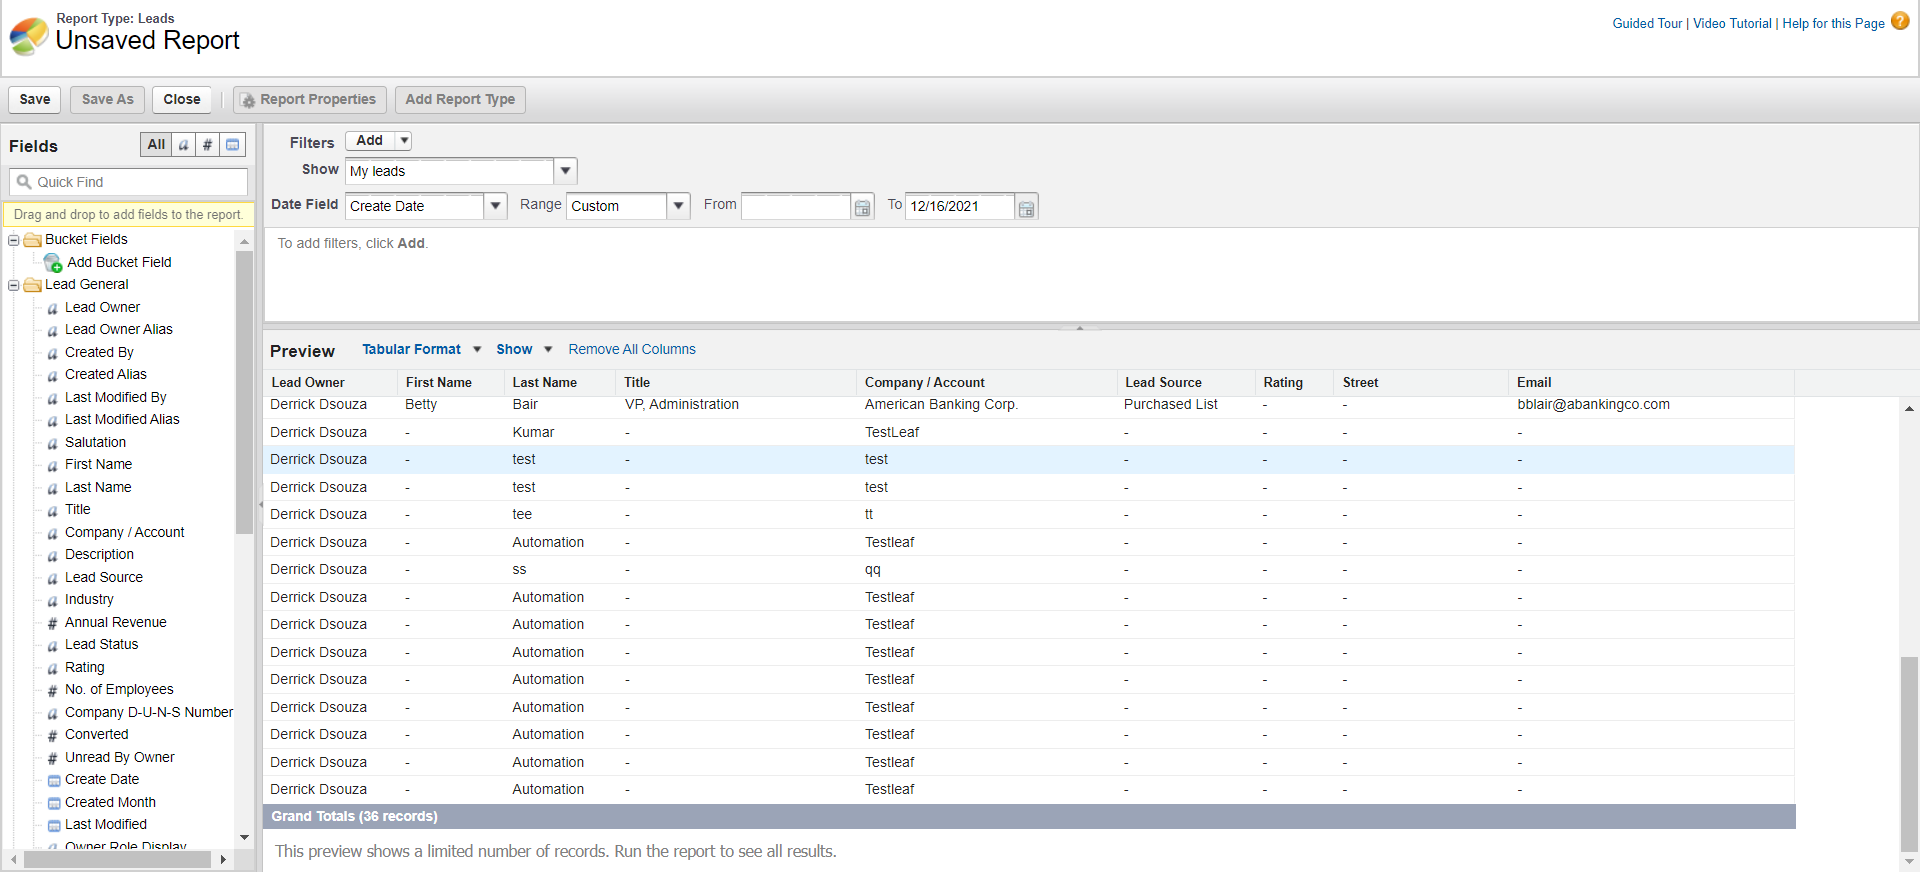 Report Type: Leads
Unsaved Report
Guided Tour | Video Tutorial | Help for this Page ?
Save Save As Close Report Properties Add Report Type
Fields All a #
Quick Find
Drag and drop to add fields to the report.
Bucket Fields
Add Bucket Field
Lead General
a Lead Owner
a Lead Owner Alias
a Created By
a Created Alias
a Last Modified By
a Last Modified Alias
a Salutation
a First Name
a Last Name
a Title
a Company / Account
a Description
a Lead Source
a Industry
# Annual Revenue
a Lead Status
a Rating
# No. of Employees
a Company D-U-N-S Number
# Converted
# Unread By Owner
Create Date
Created Month
Last Modified
a Owner Role Display
Filters Add
Show My leads
Date Field Create Date Range Custom From To 12/16/2021
To add filters, click Add.
Preview Tabular Format Show Remove All Columns
Lead Owner First Name Last Name Title Company / Account Lead Source Rating Street Email
Derrick Dsouza Betty Bair VP, Administration American Banking Corp. Purchased List - - bblair@abankingco.com
Derrick Dsouza - Kumar - TestLeaf - - - -
Derrick Dsouza - test - test - - - -
Derrick Dsouza - test - test - - - -
Derrick Dsouza - tee - tt - - - -
Derrick Dsouza - Automation - Testleaf - - - -
Derrick Dsouza - ss - qq - - - -
Derrick Dsouza - Automation - Testleaf - - - -
Derrick Dsouza - Automation - Testleaf - - - -
Derrick Dsouza - Automation - Testleaf - - - -
Derrick Dsouza - Automation - Testleaf - - - -
Derrick Dsouza - Automation - Testleaf - - - -
Derrick Dsouza - Automation - Testleaf - - - -
Derrick Dsouza - Automation - Testleaf - - - -
Derrick Dsouza - Automation - Testleaf - - - -
Grand Totals (36 records)
This preview shows a limited number of records. Run the report to see all results.